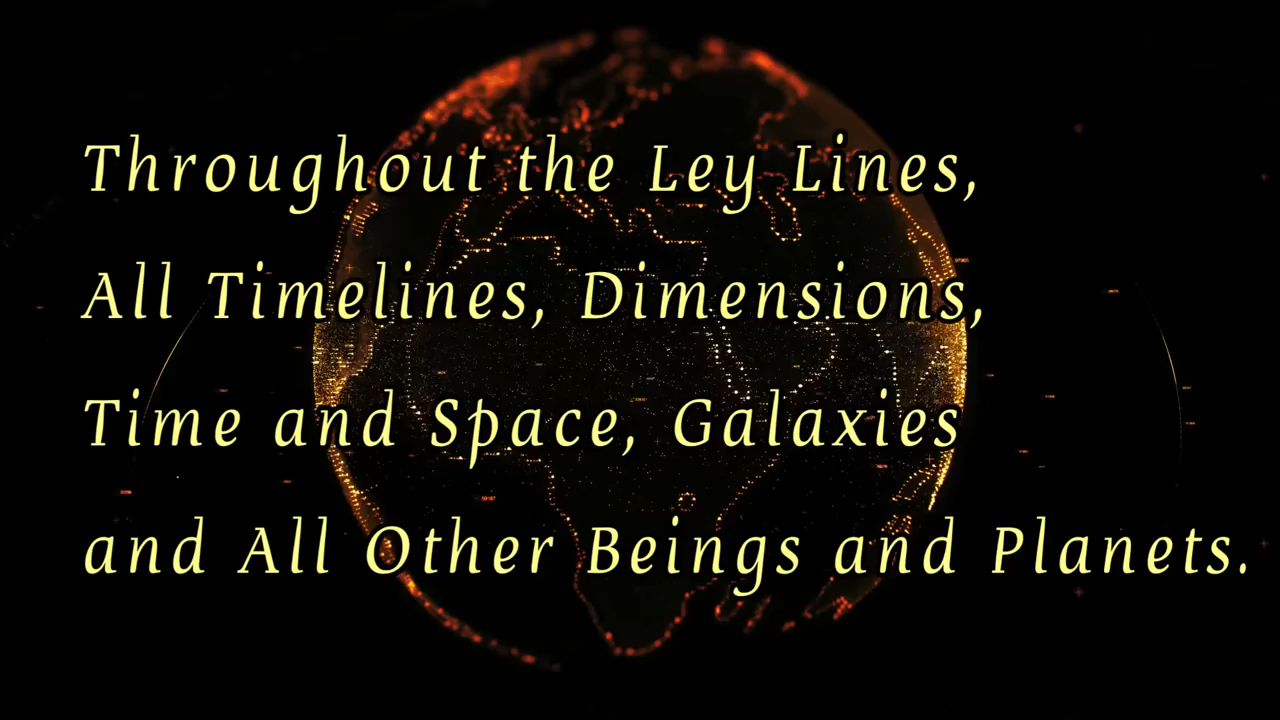 Throughout the Ley Lines,
All Timelines, Dimensions,
Time and Space, Galaxies
and All Other Beings and Planets.